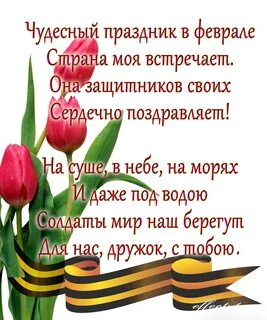 Чудесный праздник в феврале
Страна моя встречает.
Она защитников своих
Сердечно поздравляет!
На суше, в небе, на морях
И даже под водою
Солдаты мир наш берегут
Для нас, дружок, с тобою.